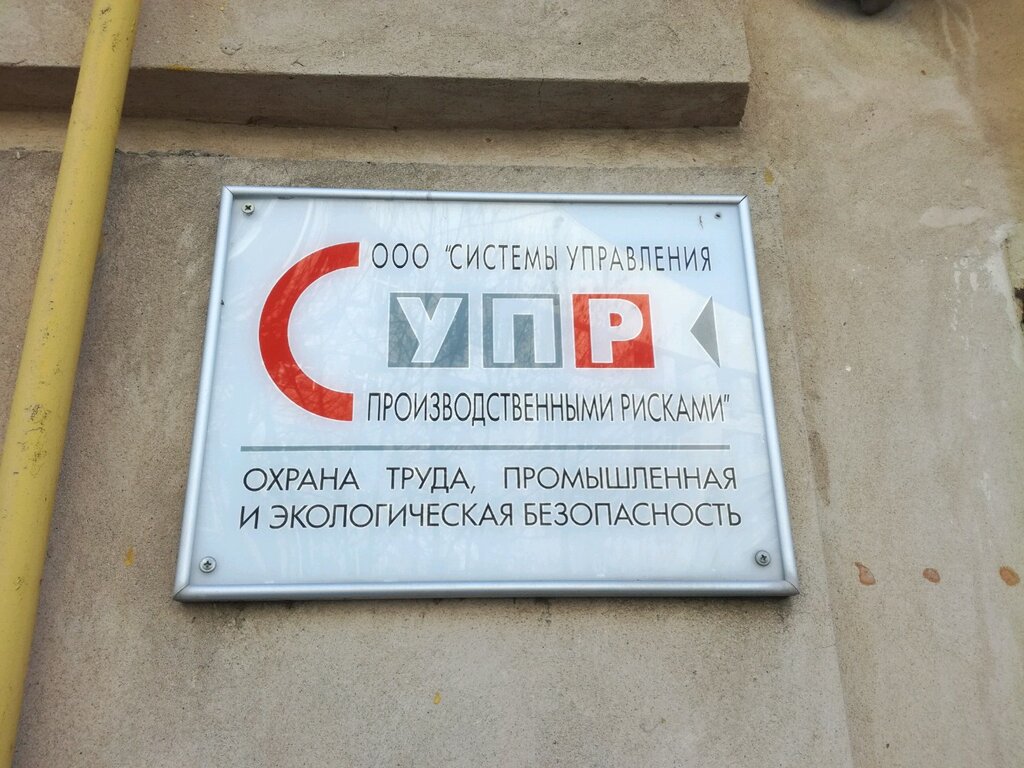 ООО "СИСТЕМЫ УПРАВЛЕНИЯ
СУПР
ПРОИЗВОДСТВЕННЫМИ РИСКАМИ"
ОХРАНА ТРУДА, ПРОМЫШЛЕННАЯ
И ЭКОЛОГИЧЕСКАЯ БЕЗОПАСНОСТЬ